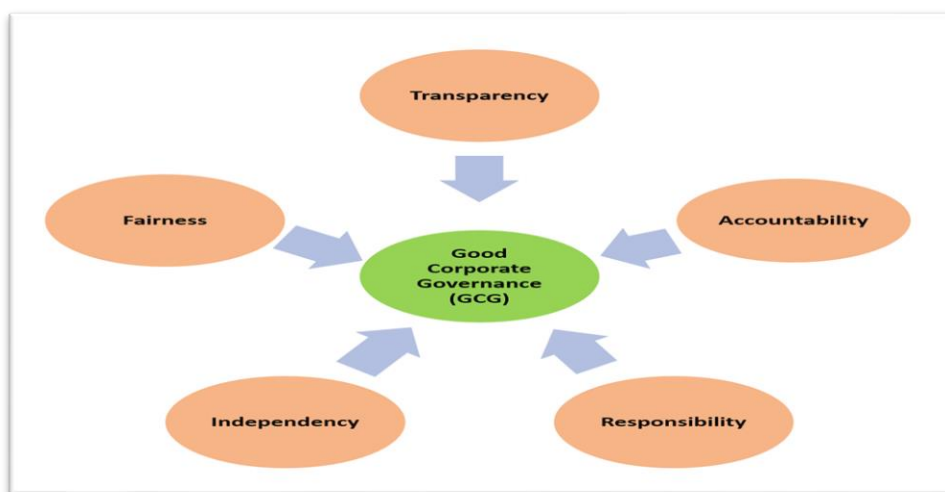 Transparency
Fairness
Accountability
Good
Corporate
Governance
(GCG)
Independency
Responsibility